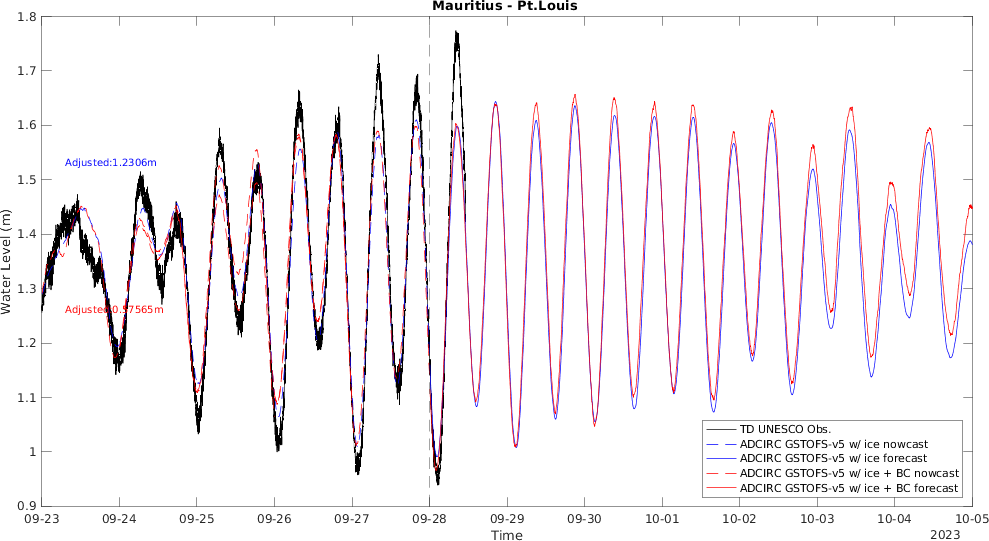 Mauritius - Pt.Louis
Water Level (m)
1.8
1.7
1.6
1.5
1.4
1.3
1.2
1.1
1
0.9
Adjusted:1.2306m
Adjusted:0.97565m
TD UNESCO Obs.
ADCIRC GSTOFS-v5 w/ ice nowcast
ADCIRC GSTOFS-v5 w/ ice forecast
ADCIRC GSTOFS-v5 w/ ice + BC nowcast
ADCIRC GSTOFS-v5 w/ ice + BC forecast
09-23 09-24 09-25 09-26 09-27 09-28 09-29 09-30 10-01 10-02 10-03 10-04 10-05
Time
2023